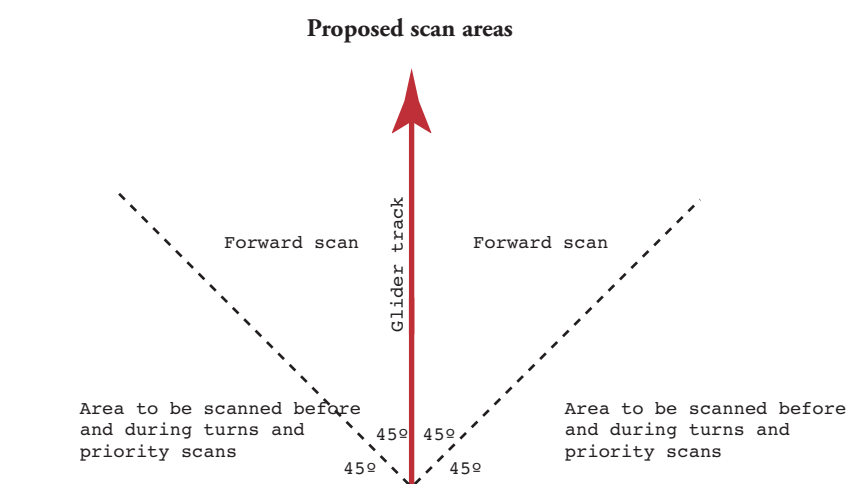 Proposed scan areas
Glider track
Forward scan
Forward scan
Area to be scanned before
and during turns and
priority scans
45º
45º
Area to be scanned before
and during turns and
priority scans
45º
45º